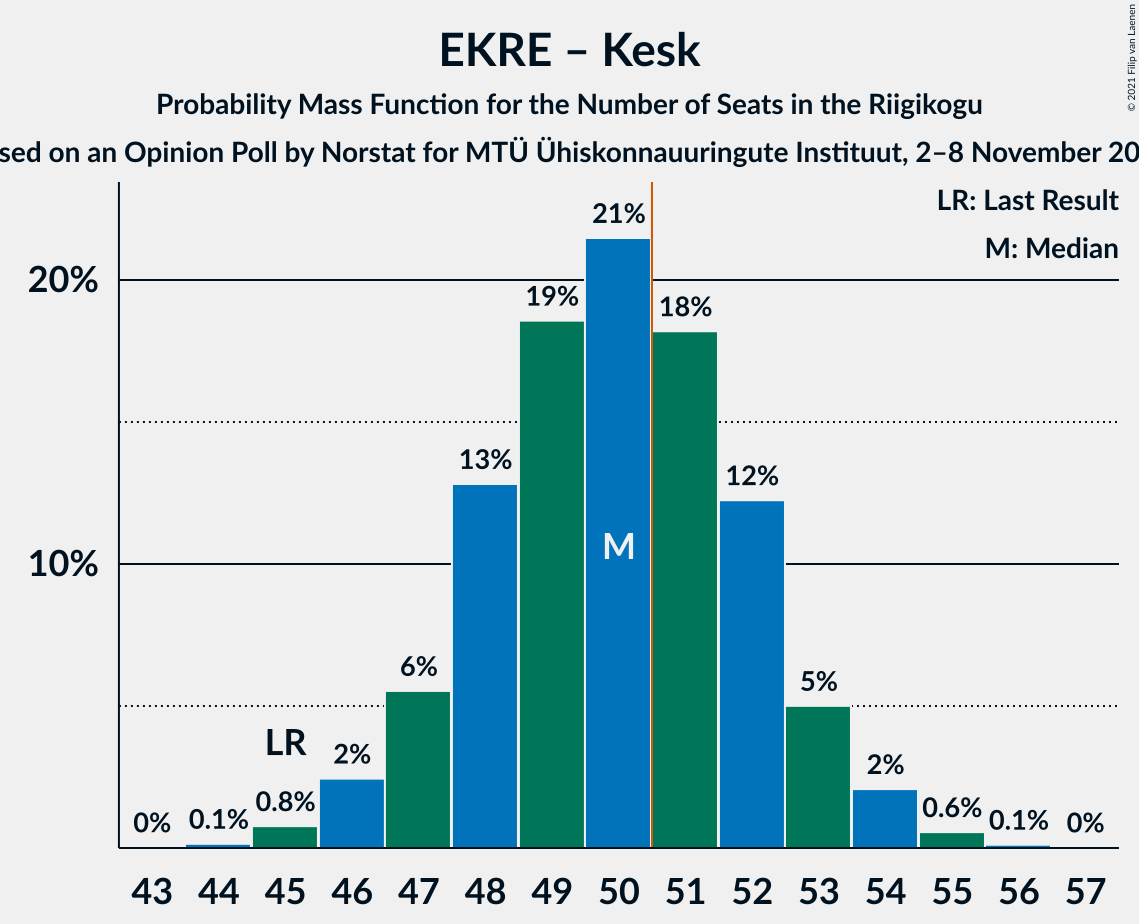 EKRE – Kesk
Probability Mass Function for the Number of Seats in the Riigikogu
sed on an Opinion Poll by Norstat for MTÜ Ühiskonnauuringute Instituut, 2–8 November 20
© 2021 Filip van Laenen
LR: Last Result
M: Median
20%
10%
0%
0.1%
0.8%
LR
2%
6%
13%
19%
21%
M
18%
12%
5%
2%
0.6%
0.1%
0%
43 44 45 46 47 48 49 50 51 52 53 54 55 56 57